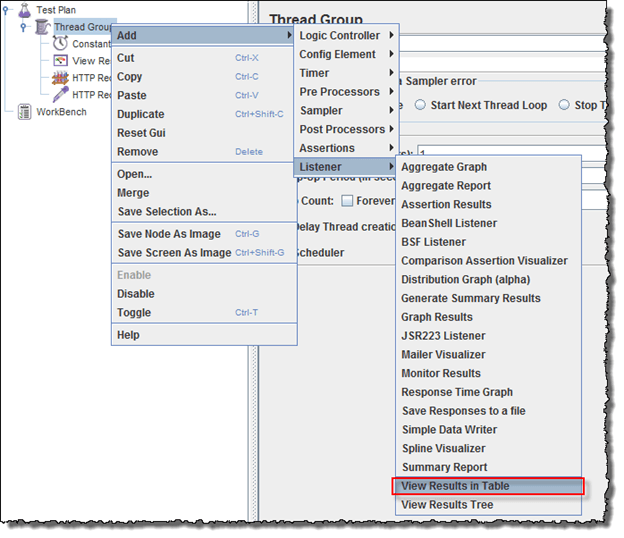 Test Plan
Thread Group
Constant
View Res
HTTP Rec
HTTP Rec
WorkBench
Add
Cut Ctrl-X
Copy Ctrl-C
Paste Ctrl-V
Duplicate Ctrl+Shift-C
Reset Gui
Remove Delete
Open...
Merge
Save Selection As...
Save Node As Image Ctrl-G
Save Screen As Image Ctrl+Shift-G
Enable
Disable
Toggle Ctrl-T
Help
Thread Group
Logic Controller
Config Element
Timer
Pre Processors
Sampler
Post Processors
Assertions
Listener
a Sampler error
e Start Next Thread Loop Stop T
s): 1
Count: Forever
Delay Thread creatio
Scheduler
Aggregate Graph
Aggregate Report
Assertion Results
BeanShell Listener
BSF Listener
Comparison Assertion Visualizer
Distribution Graph (alpha)
Generate Summary Results
Graph Results
JSR223 Listener
Mailer Visualizer
Monitor Results
Response Time Graph
Save Responses to a file
Simple Data Writer
Spline Visualizer
Summary Report
View Results in Table
View Results Tree